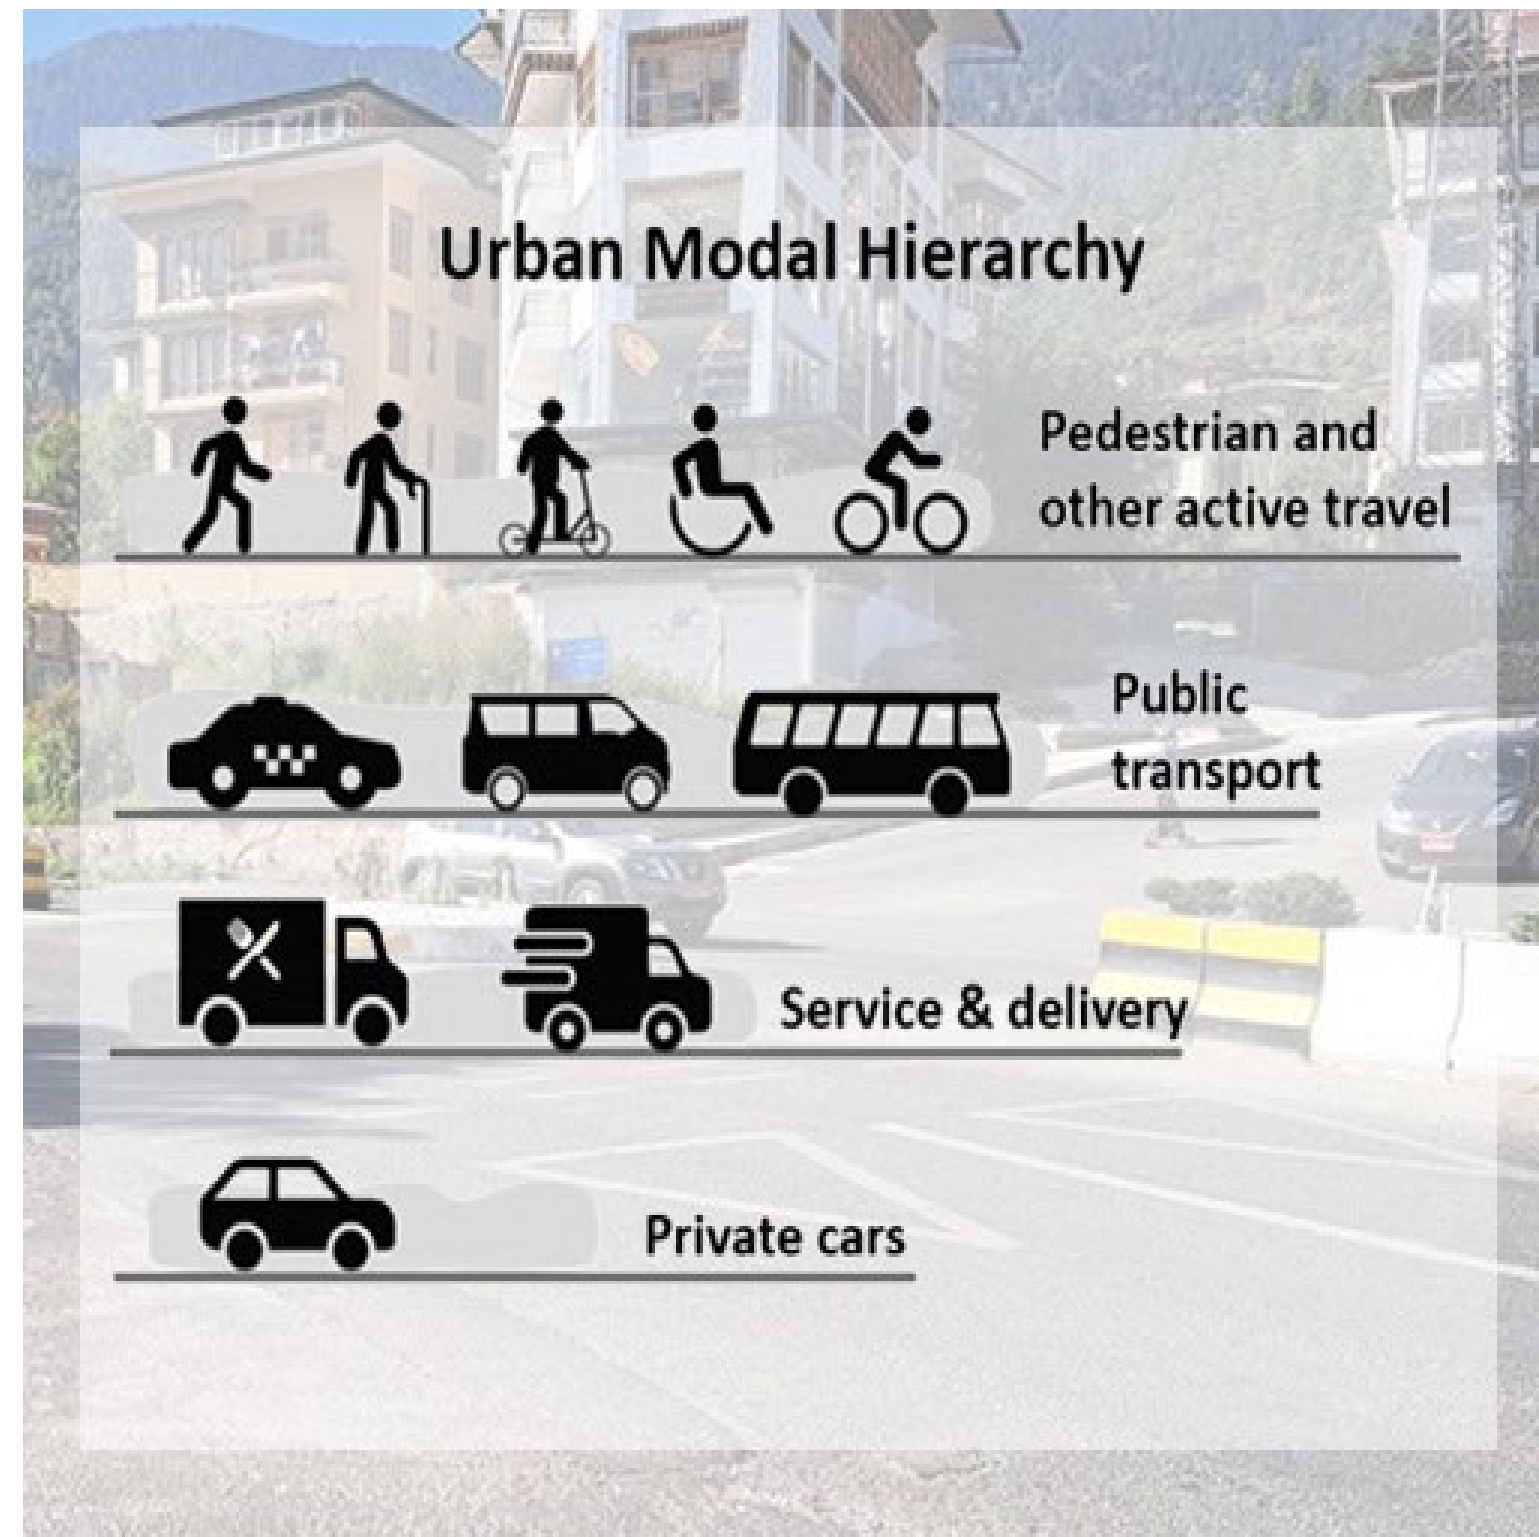 Urban Modal Hierarchy
Pedestrian and
other active travel
Public
transport
Service & delivery
Private cars